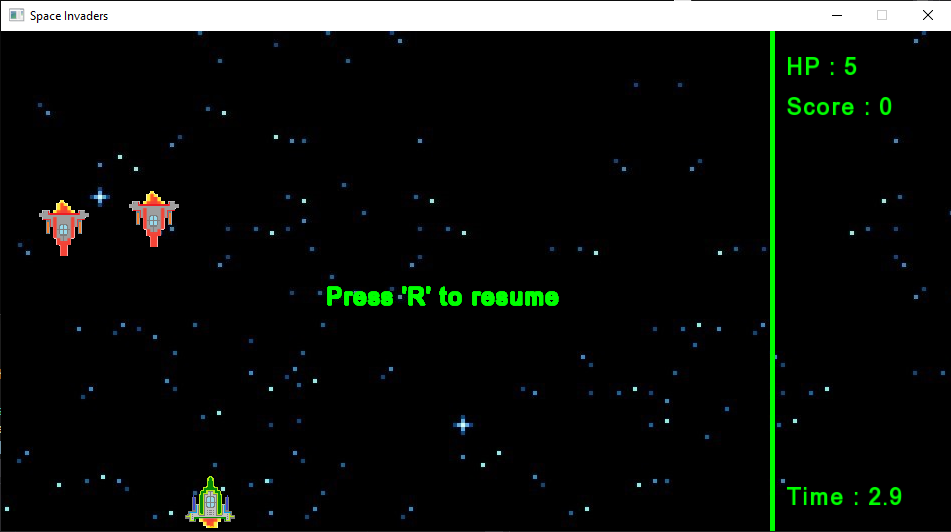 Space Invaders
HP : 5
Score : 0
Press 'R' to resume
Time : 2.9